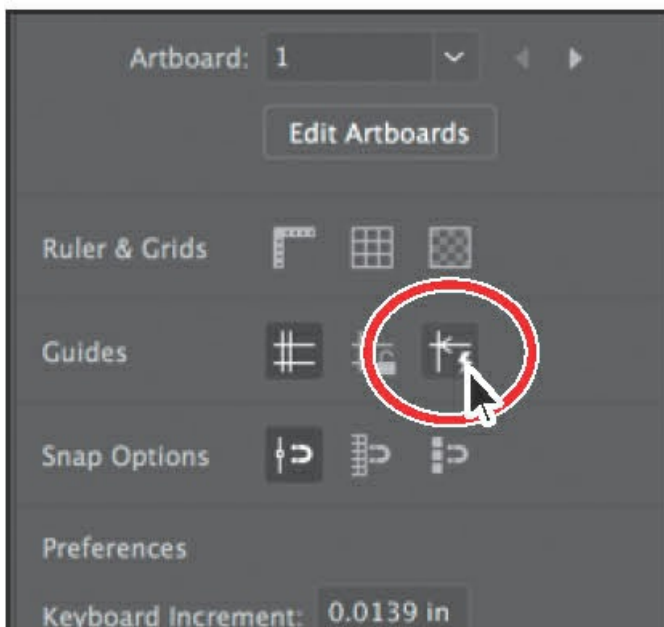 Artboard: 1
Edit Artboards
Ruler & Grids
Guides
Snap Options
Preferences
Keyboard Increment: 0.0139 in